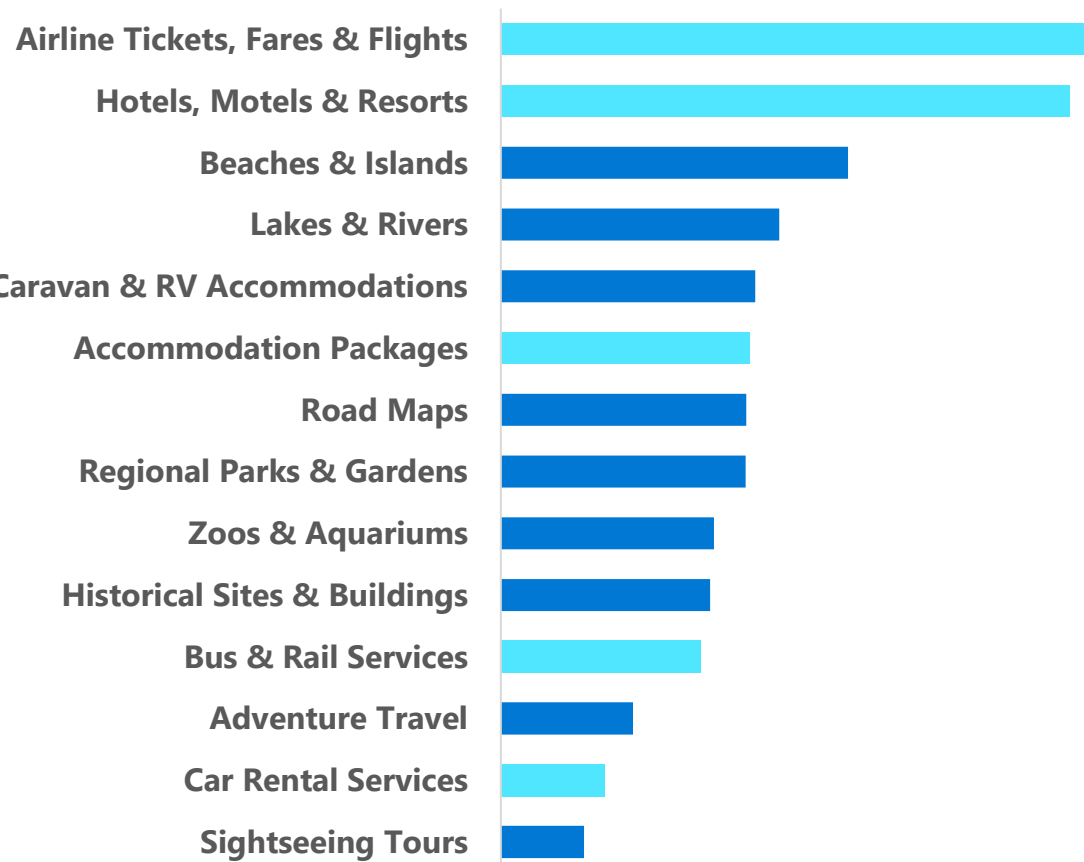 Airline Tickets, Fares & Flights
Hotels, Motels & Resorts
Beaches & Islands
Lakes & Rivers
Caravan & RV Accommodations
Accommodation Packages
Road Maps
Regional Parks & Gardens
Zoos & Aquariums
Historical Sites & Buildings
Bus & Rail Services
Adventure Travel
Car Rental Services
Sightseeing Tours